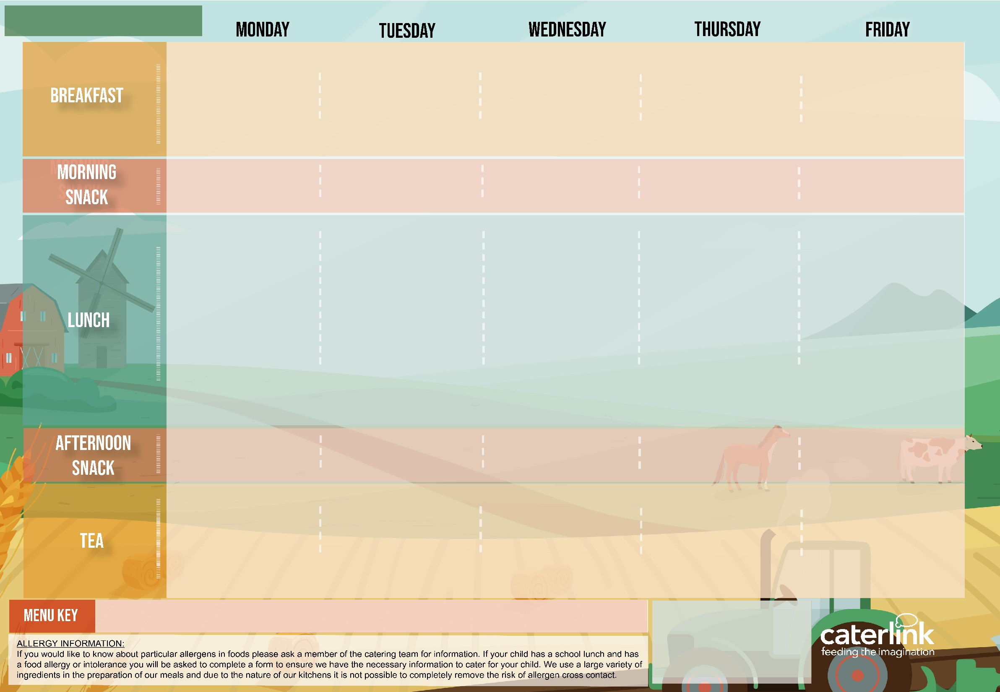 MONDAY TUESDAY WEDNESDAY THURSDAY FRIDAY
BREAKFAST
MORNING
SNACK
LUNCH
AFTERNOON
SNACK
TEA
MENU KEY
ALLERGY INFORMATION:
If you would like to know about particular allergens in foods please ask a member of the catering team for information. If your child has a school lunch and has
a food allergy or intolerance you will be asked to complete a form to ensure we have the necessary information to cater for your child. We use a large variety of
ingredients in the preparation of our meals and due to the nature of our kitchens it is not possible to completely remove the risk of allergen cross contact.
caterlink
feeding the imagination